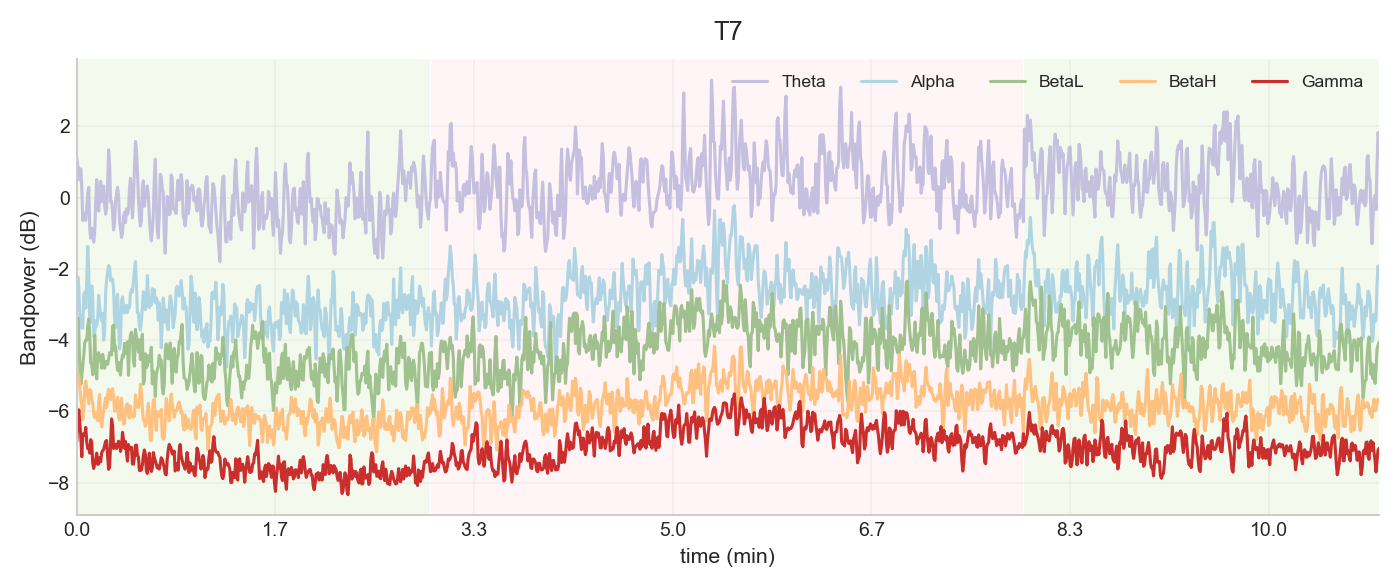 T7
Theta Alpha BetaL BetaH Gamma
Bandpower (dB)
2
0
−2
−4
−6
−8
0.0 1.7 3.3 5.0 6.7 8.3 10.0
time (min)